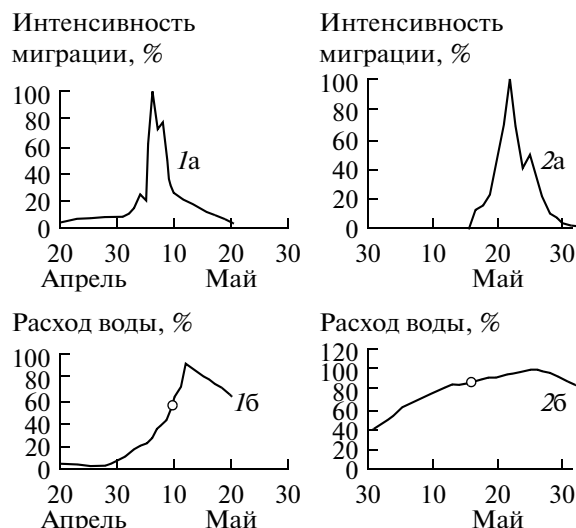 Интенсивность
миграции, %
100
80
60
40
20
0
1а
20 30 10 20 30
Апрель Май
Интенсивность
миграции, %
100
80
60
40
20
0
2а
30 10 20 30
Май
Расход воды, %
100
80
60
40
20
0
1б
20 30 10 20 30
Апрель Май
Расход воды, %
120
100
80
60
40
20
0
2б
30 10 20 30
Май